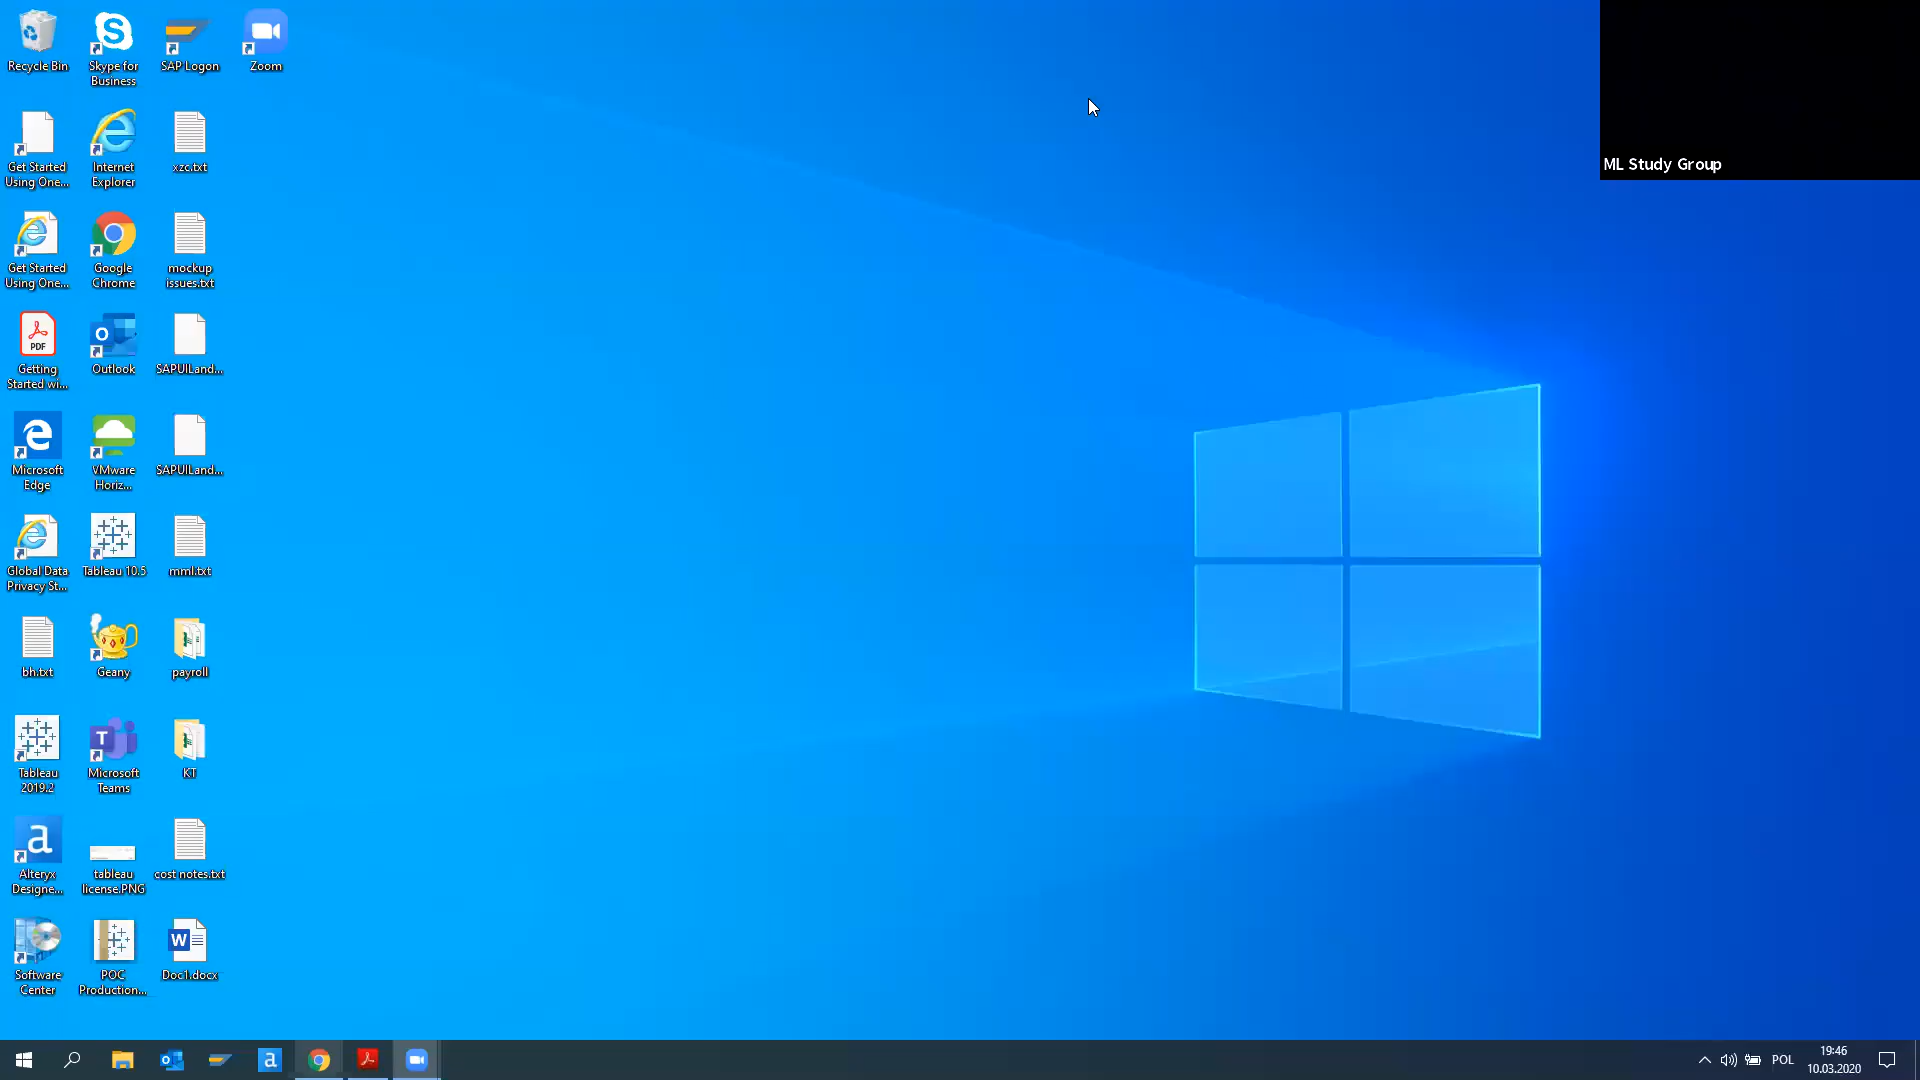 Recycle Bin
Skype for
Business
SAP Logon
Zoom
Get Started
Using One...
Internet
Explorer
xzc.txt
Get Started
Using One...
Google
Chrome
mockup
issues.txt
PDF
Getting
Started wi...
Outlook
SAPUILand...
Microsoft
Edge
VMware
Horiz...
SAPUILand...
Global Data
Privacy St...
Tableau 10.5
mml.txt
bh.txt
Geany
payroll
Tableau
2019.2
Microsoft
Teams
KT
Alteryx
Designe...
tableau
license.PNG
cost notes.txt
Software
Center
POC
Production...
Doc1.docx
ML Study Group
POL
19:46
10.03.2020